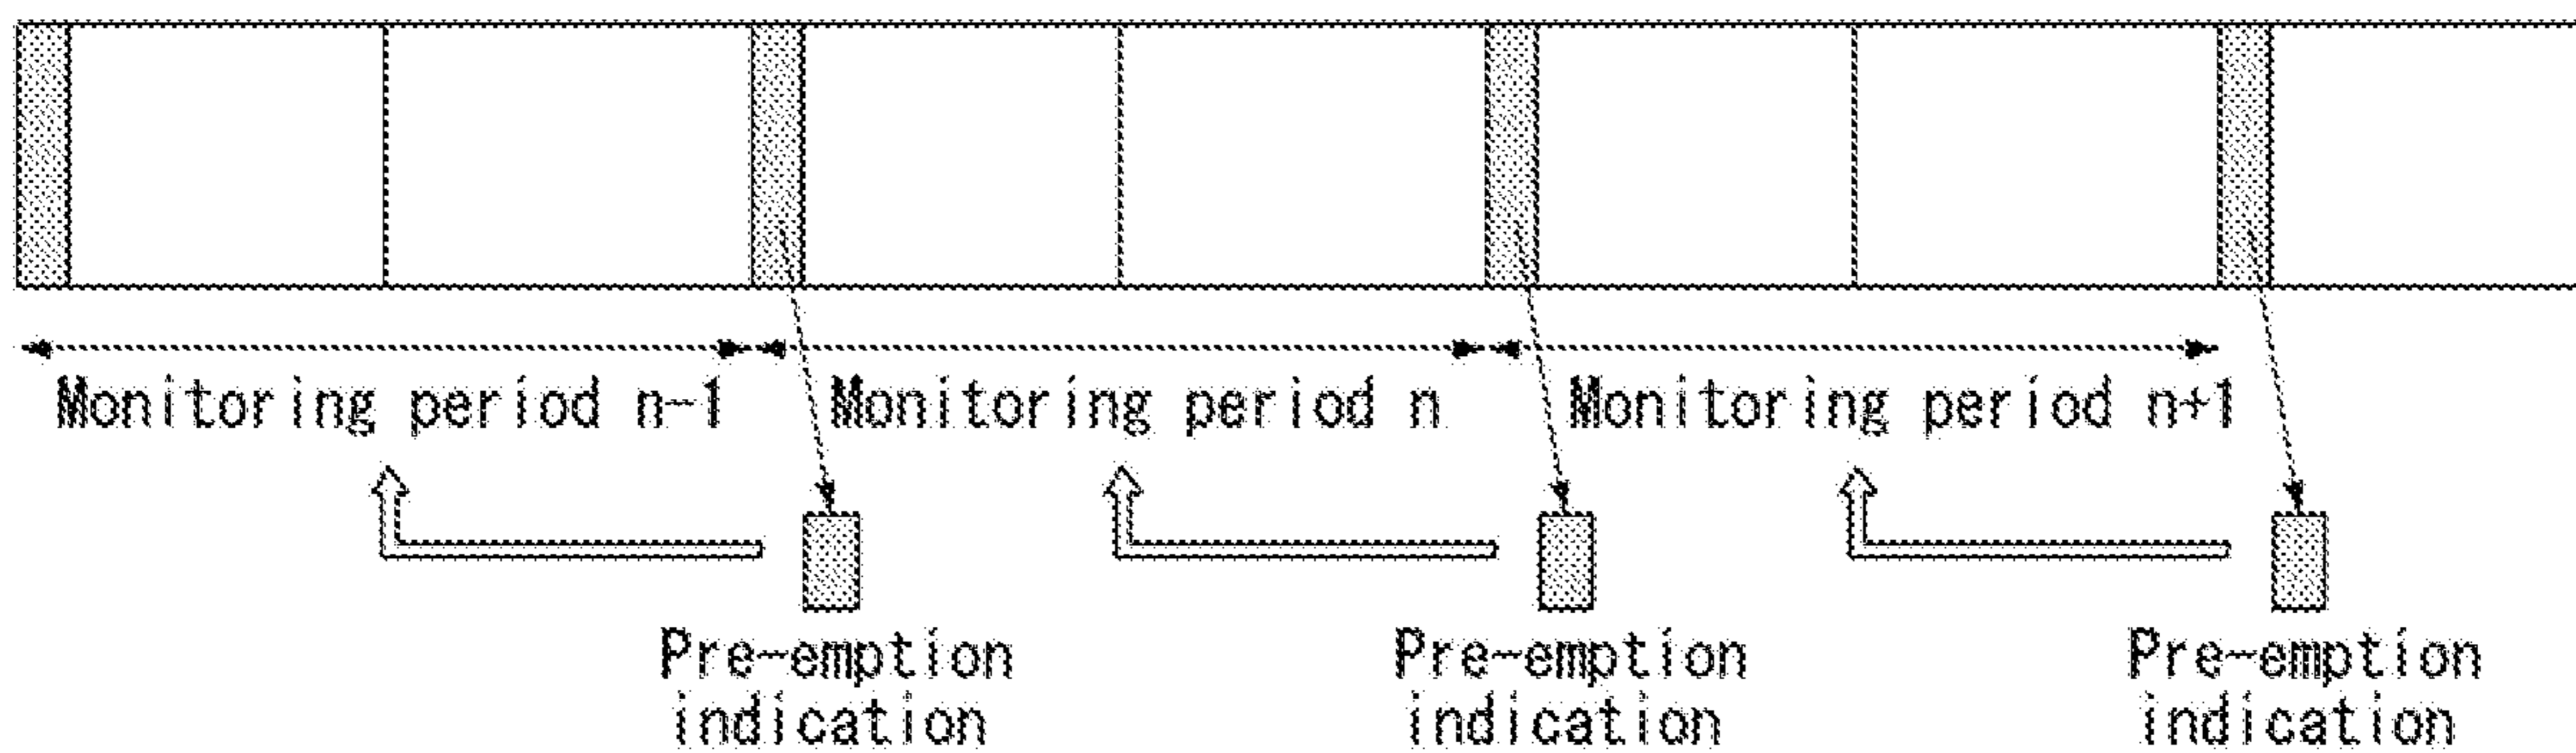 Monitoring period n-1
Monitoring period n
Monitoring period n+1
Pre-emption
indication
Pre-emption
indication
Pre-emption
indication